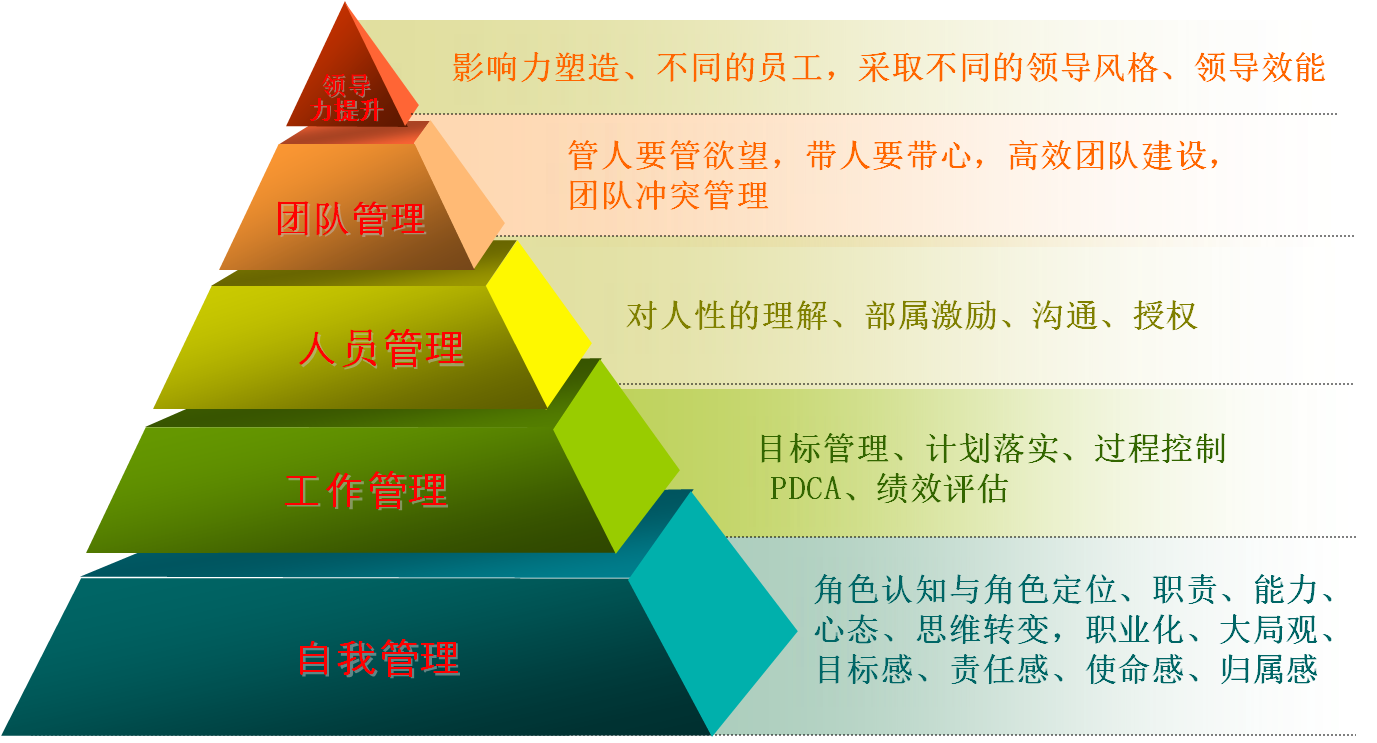 领导
力提升
影响力塑造、不同的员工，采取不同的领导风格、领导效能
团队管理
管人要管欲望，带人要带心，高效团队建设，
团队冲突管理
人员管理
对人性的理解、部属激励、沟通、授权
工作管理
目标管理、计划落实、过程控制
PDCA、绩效评估
自我管理
角色认知与角色定位、职责、能力、
心态、思维转变，职业化、大局观、
目标感、责任感、使命感、归属感